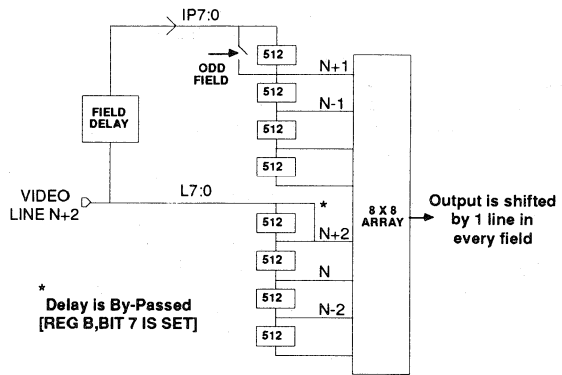 IP7:0
512
ODD
FIELD
N+1
512
N-1
FIELD
DELAY
512
512
VIDEO
LINE N+2
L7:0
*
512
N+2
8 X 8
ARRAY
Output is shifted
by 1 line in
every field
512
N
*
Delay is By-Passed
[REG B,BIT 7 IS SET]
512
N-2
512